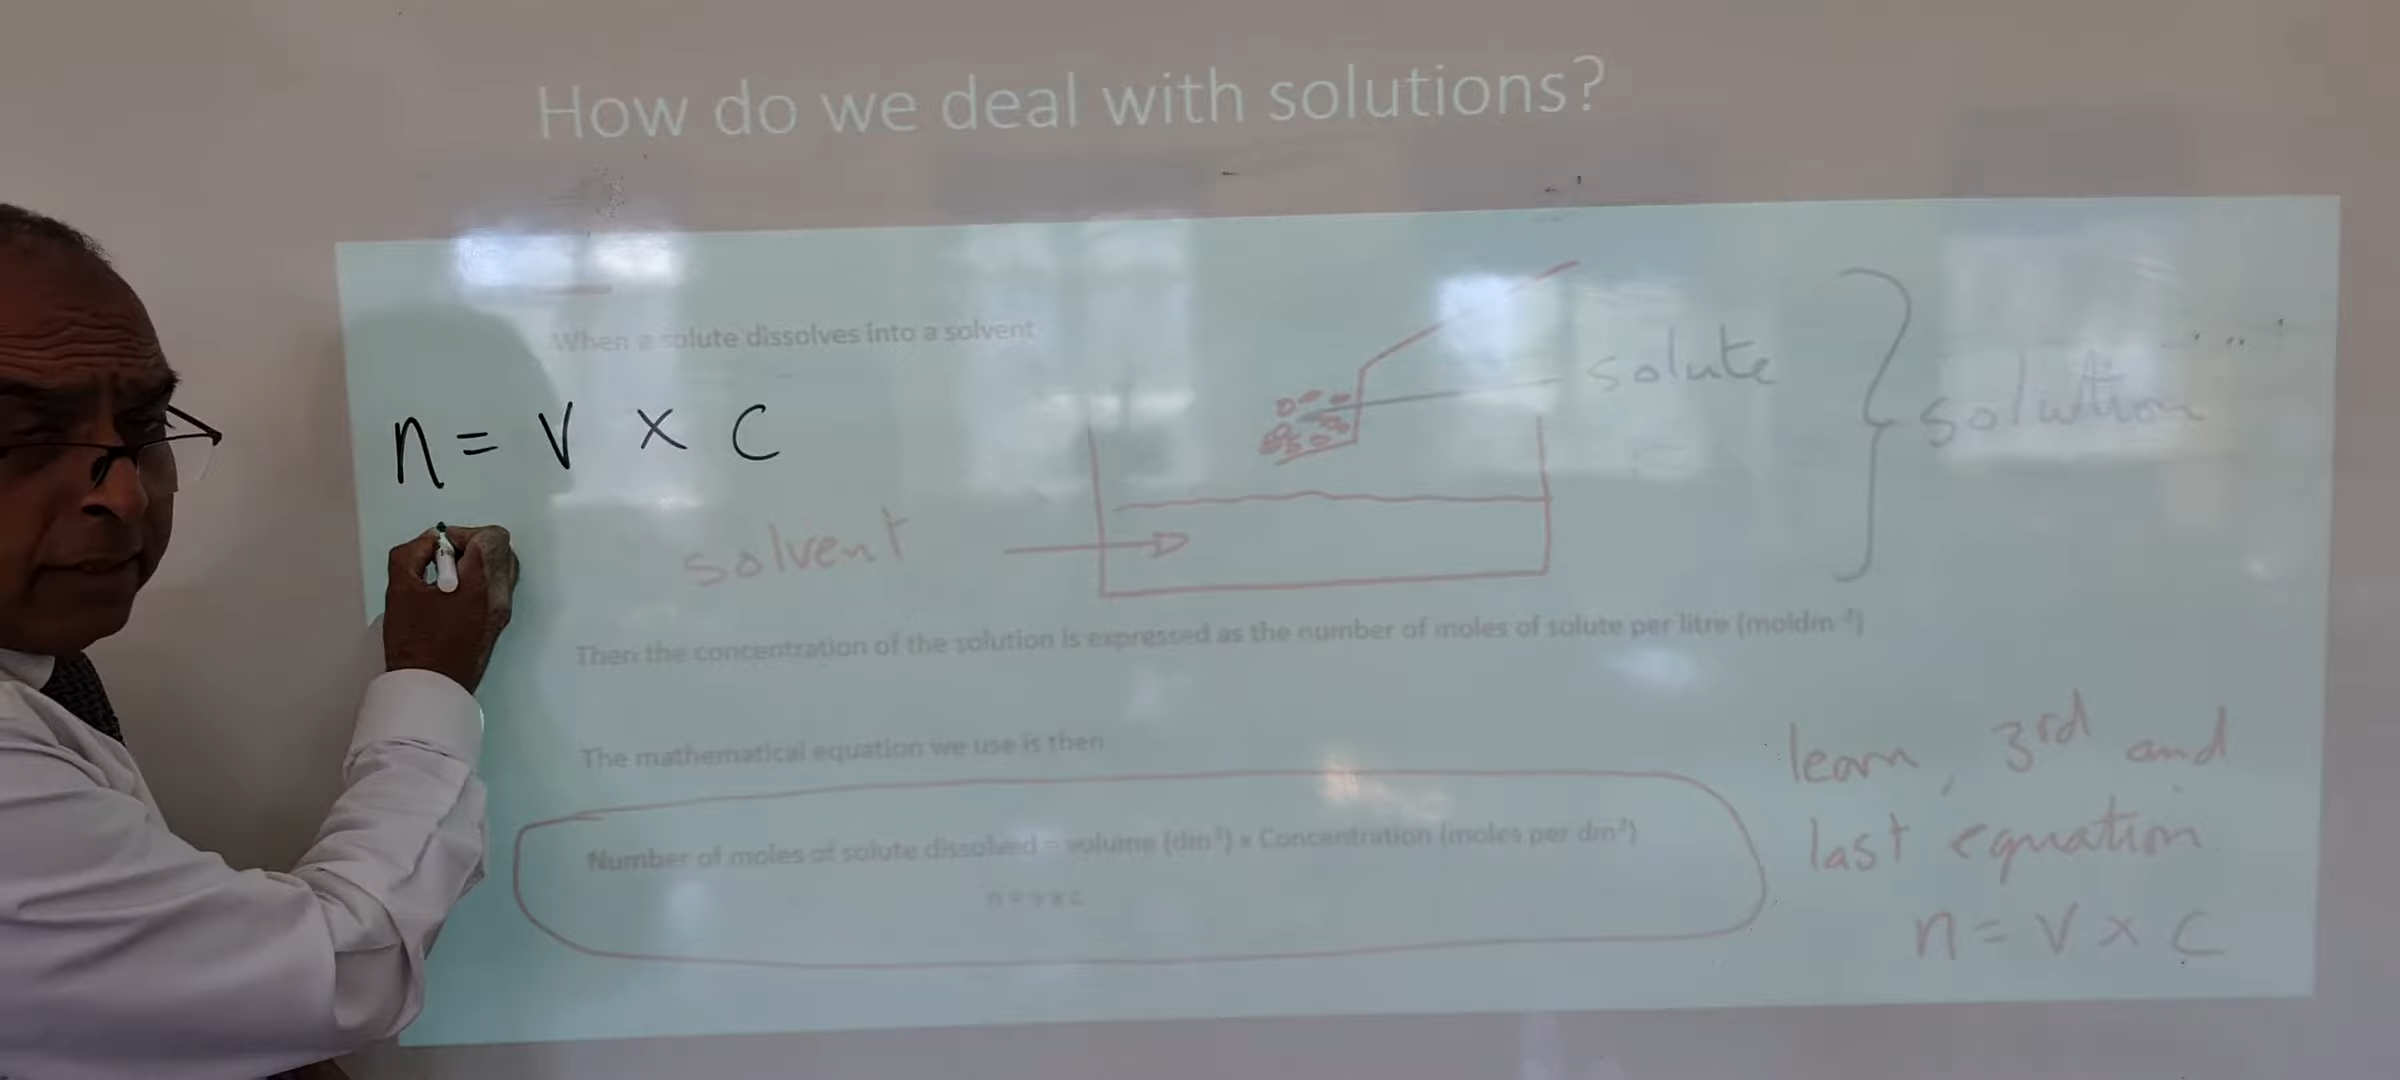 How do we deal with solutions?
When a solute dissolves into a solvent
solute
solution
n = v × c
solvent
Then the concentration of the solution is expressed as the number of moles of solute per litre (moldm⁻³)
The mathematical equation we use is then
learn, 3rd and
last equation
n = v × c
Number of moles of solute dissolved = volume (dm³) × Concentration (moles per dm³)
n = v × c